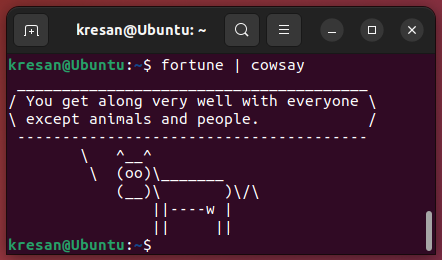 kresan@Ubuntu: ~
kresan@Ubuntu:~$ fortune | cowsay
 _______________________________________
/ You get along very well with everyone \
\ except animals and people.            /
 ---------------------------------------
        \   ^__^
         \  (oo)\_______
            (__)\       )\/\
                ||----w |
                ||     ||
kresan@Ubuntu:~$